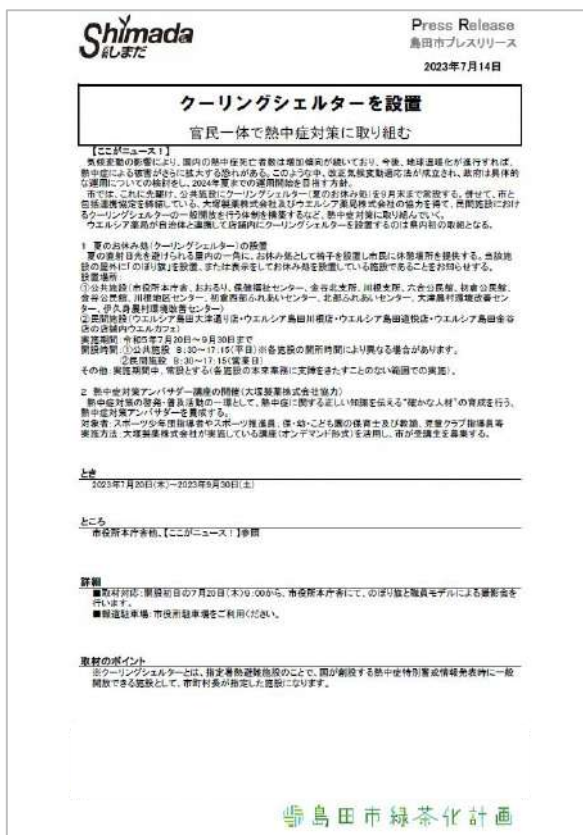 Shimada
しまだ
Press Release
島田市プレスリリース
2023年7月14日
クーリングシェルターを設置
官民一体で熱中症対策に取り組む
【ここがニュース！】
気候変動の影響により、国内の熱中症死亡者数は増加傾向が続いており、今後、地球温暖化が進行すれば、
熱中症による被害がさらに拡大する恐れがある。このような中、改正気候変動適応法が成立され、政府は具体的
な運用についての検討をし、2024年夏までの運用開始を目指す方針。
市では、これに先駆け、公共施設にクーリングシェルター（夏のお休み処）を9月末まで常設する。併せて、市と
包括連携協定を締結している、大塚製薬株式会社及びウエルシア薬局株式会社の協力を得て、民間施設におけ
るクーリングシェルターの一般開放を行う体制を構築するなど、熱中症対策に取り組んでいく。
ウエルシア薬局が自治体と連携して店舗内にクーリングシェルターを設置するのは県内初の取組となる。
1 夏のお休み処（クーリングシェルター）の設置
夏の直射日光を避けられる屋内の一角に、お休み処として椅子を設置し市民に休憩場所を提供する。当該施
設の屋外に「のぼり旗」を設置、または表示をしてお休み処を設置している施設であることをお知らせする。
設置場所：
①公共施設（市役所本庁舎、おおるり、保健福祉センター、金谷北支所、川根支所、六合公民館、初倉公民館、
金谷公民館、川根地区センター、初倉西部ふれあいセンター、北部ふれあいセンター、大津農村環境改善セン
ター、伊久身農村環境改善センター）
②民間施設（ウエルシア島田大津通り店・ウエルシア島田川根店・ウエルシア島田道悦店・ウエルシア島田金谷
店の店舗内ウエルカフェ）
実施期間：令和5年7月20日～9月30日まで
開設時間：①公共施設 8:30～17:15（平日）※各施設の開所時間により異なる場合があります。
②民間施設 8:30～17:15（営業日）
その他：実施期間中、常設とする（各施設の本来業務に支障をきたすことのない範囲での実施）。
2 熱中症対策アンバサダー講座の開催（大塚製薬株式会社協力）
熱中症対策の啓発・普及活動の一環として、熱中症に関する正しい知識を伝える“確かな人材”の育成を行う、
熱中症対策アンバサダーを養成する。
対象者：スポーツ少年団指導者やスポーツ推進員、保・幼・こども園の保育士及び教諭、児童クラブ指導員等
実施方法：大塚製薬株式会社が実施している講座（オンデマンド形式）を活用し、市が受講生を募集する。
とき
2023年7月20日（木）～2023年9月30日（土）
ところ
市役所本庁舎他、【ここがニュース！】参照
詳細
■取材対応：開設初日の7月20日（木）9:00から、市役所本庁舎にて、のぼり旗と職員モデルによる撮影会を
行います。
■報道駐車場：市役所駐車場をご利用ください。
取材のポイント
※クーリングシェルターとは、指定暑熱避難施設のことで、国が創設する熱中症特別警戒情報発表時に一般
開放できる施設として、市町村長が指定した施設になります。
島田市緑茶化計画